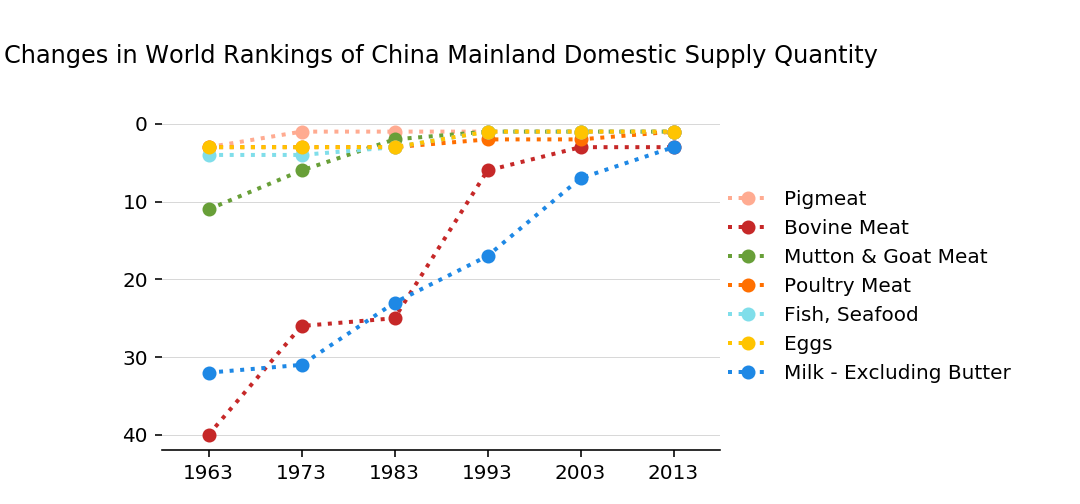 Changes in World Rankings of China Mainland Domestic Supply Quantity
0
10
20
30
40
1963 1973 1983 1993 2003 2013
Pigmeat
Bovine Meat
Mutton & Goat Meat
Poultry Meat
Fish, Seafood
Eggs
Milk - Excluding Butter